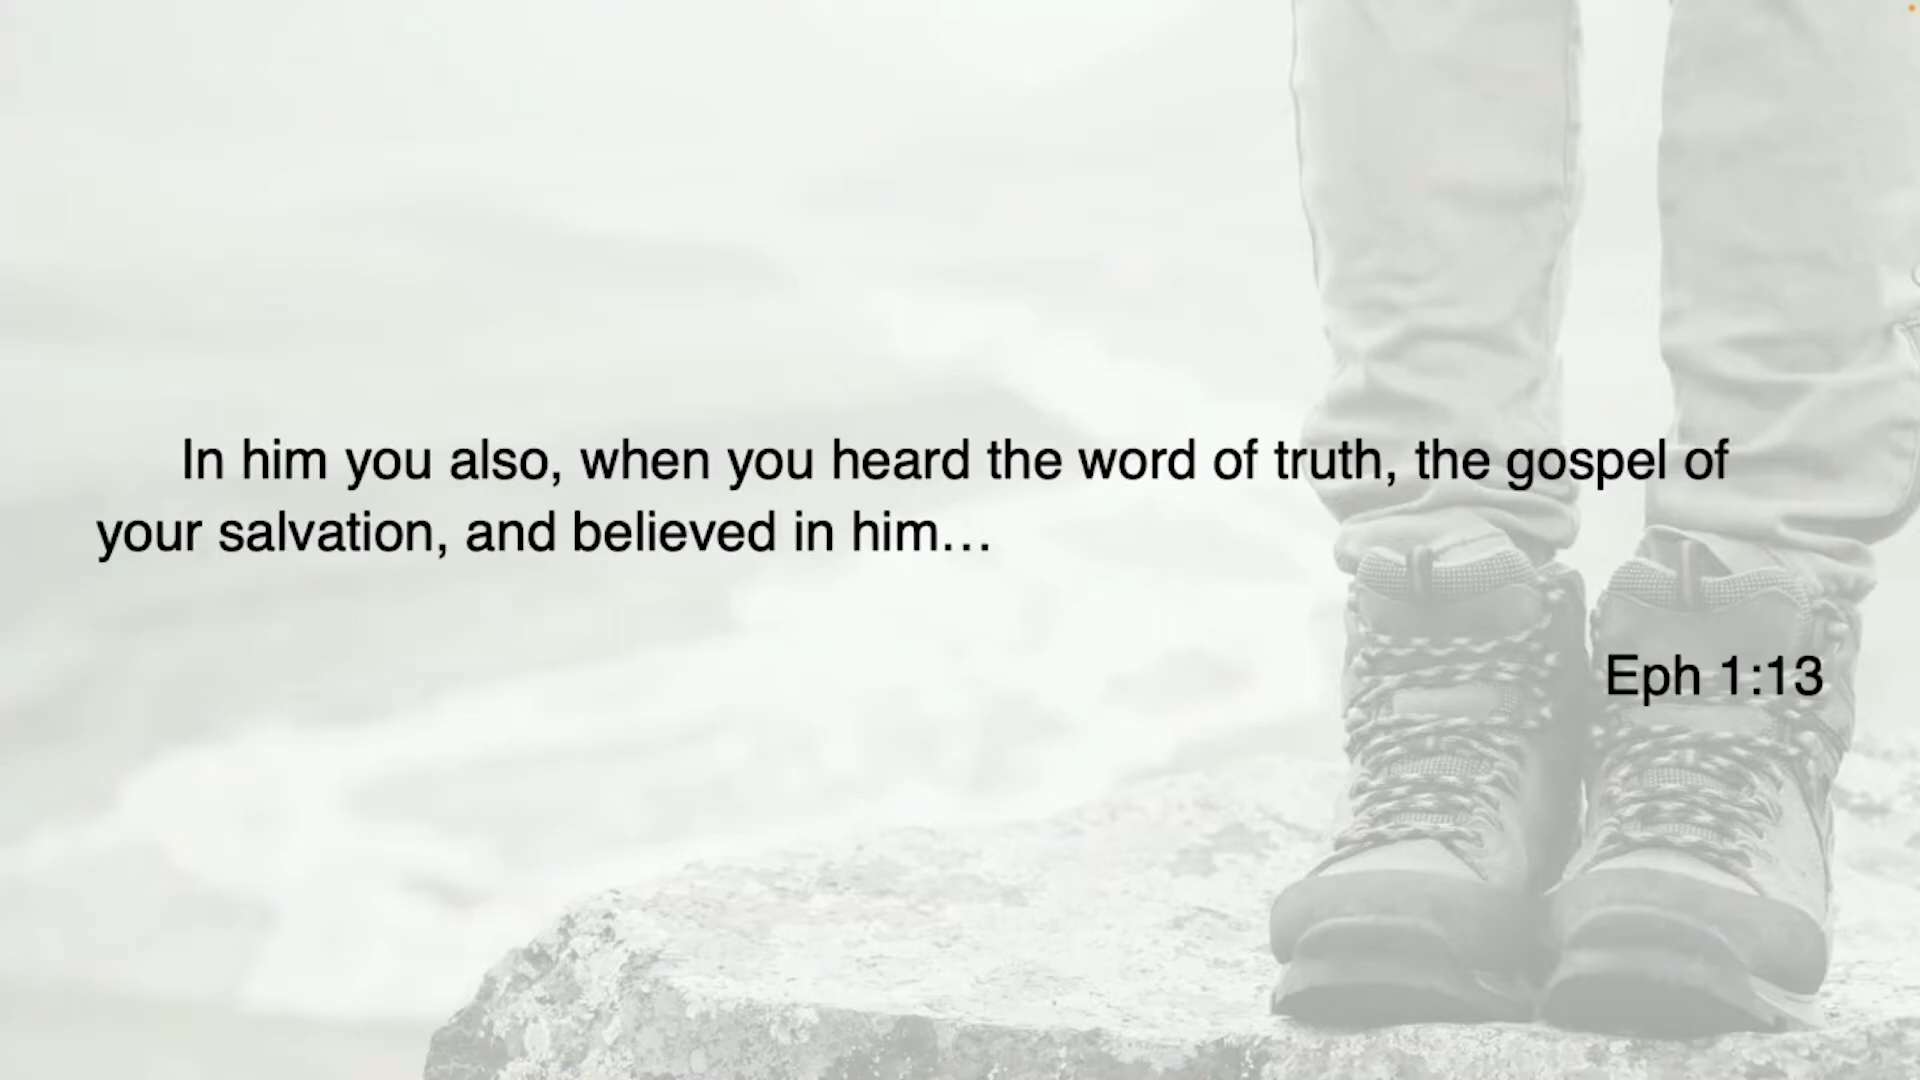 In him you also, when you heard the word of truth, the gospel of
your salvation, and believed in him…
Eph 1:13